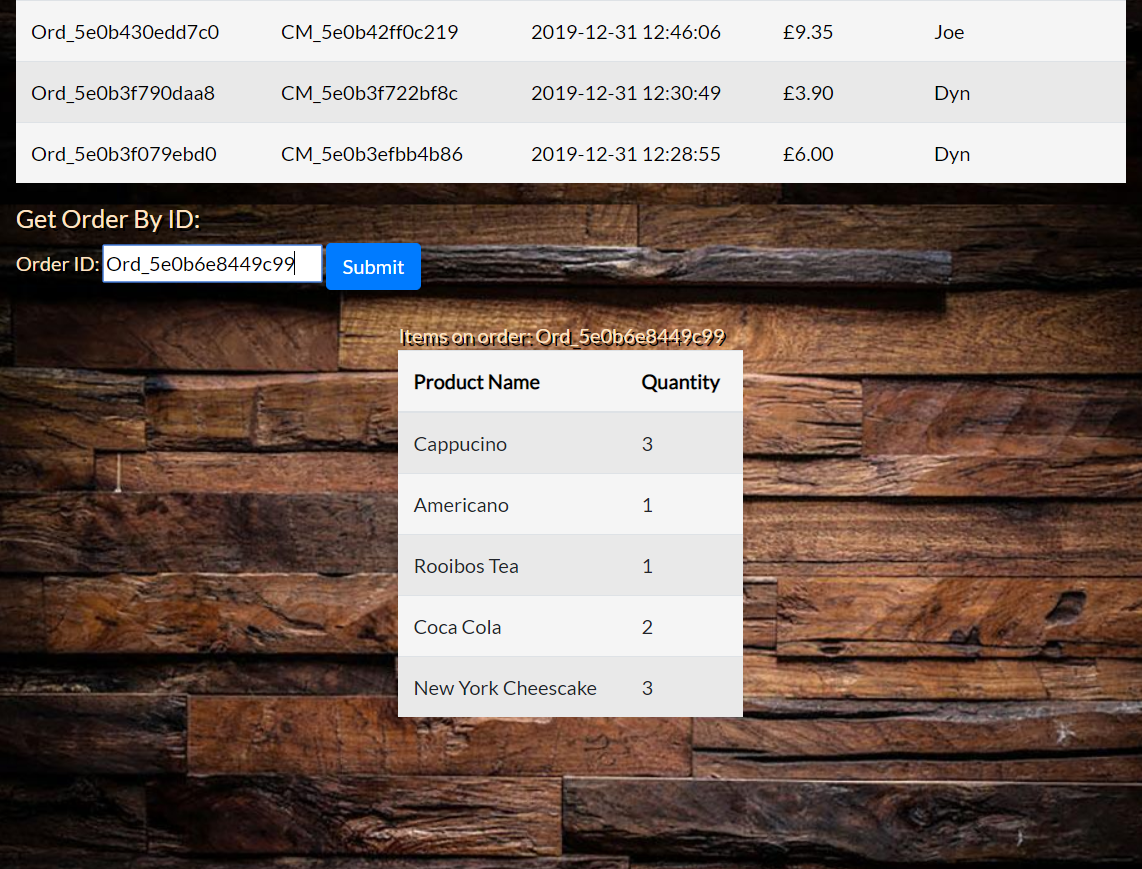 Ord_5e0b430edd7c0 CM_5e0b42ff0c219 2019-12-31 12:46:06 £9.35 Joe
Ord_5e0b3f790daa8 CM_5e0b3f722bf8c 2019-12-31 12:30:49 £3.90 Dyn
Ord_5e0b3f079ebd0 CM_5e0b3efbb4b86 2019-12-31 12:28:55 £6.00 Dyn
Get Order By ID:
Order ID: Ord_5e0b6e8449c99 Submit
Items on order: Ord_5e0b6e8449c99
Product Name Quantity
Cappucino 3
Americano 1
Rooibos Tea 1
Coca Cola 2
New York Cheescake 3